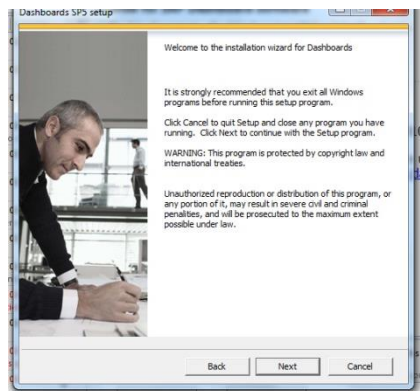 Dashboards SP5 setup
Welcome to the installation wizard for Dashboards
It is strongly recommended that you exit all Windows
programs before running this setup program.
Click Cancel to quit Setup and close any program you have
running. Click Next to continue with the Setup program.
WARNING: This program is protected by copyright law and
international treaties.
Unauthorized reproduction or distribution of this program, or
any portion of it, may result in severe civil and criminal
penalities, and will be prosecuted to the maximum extent
possible under law.
Back
Next
Cancel